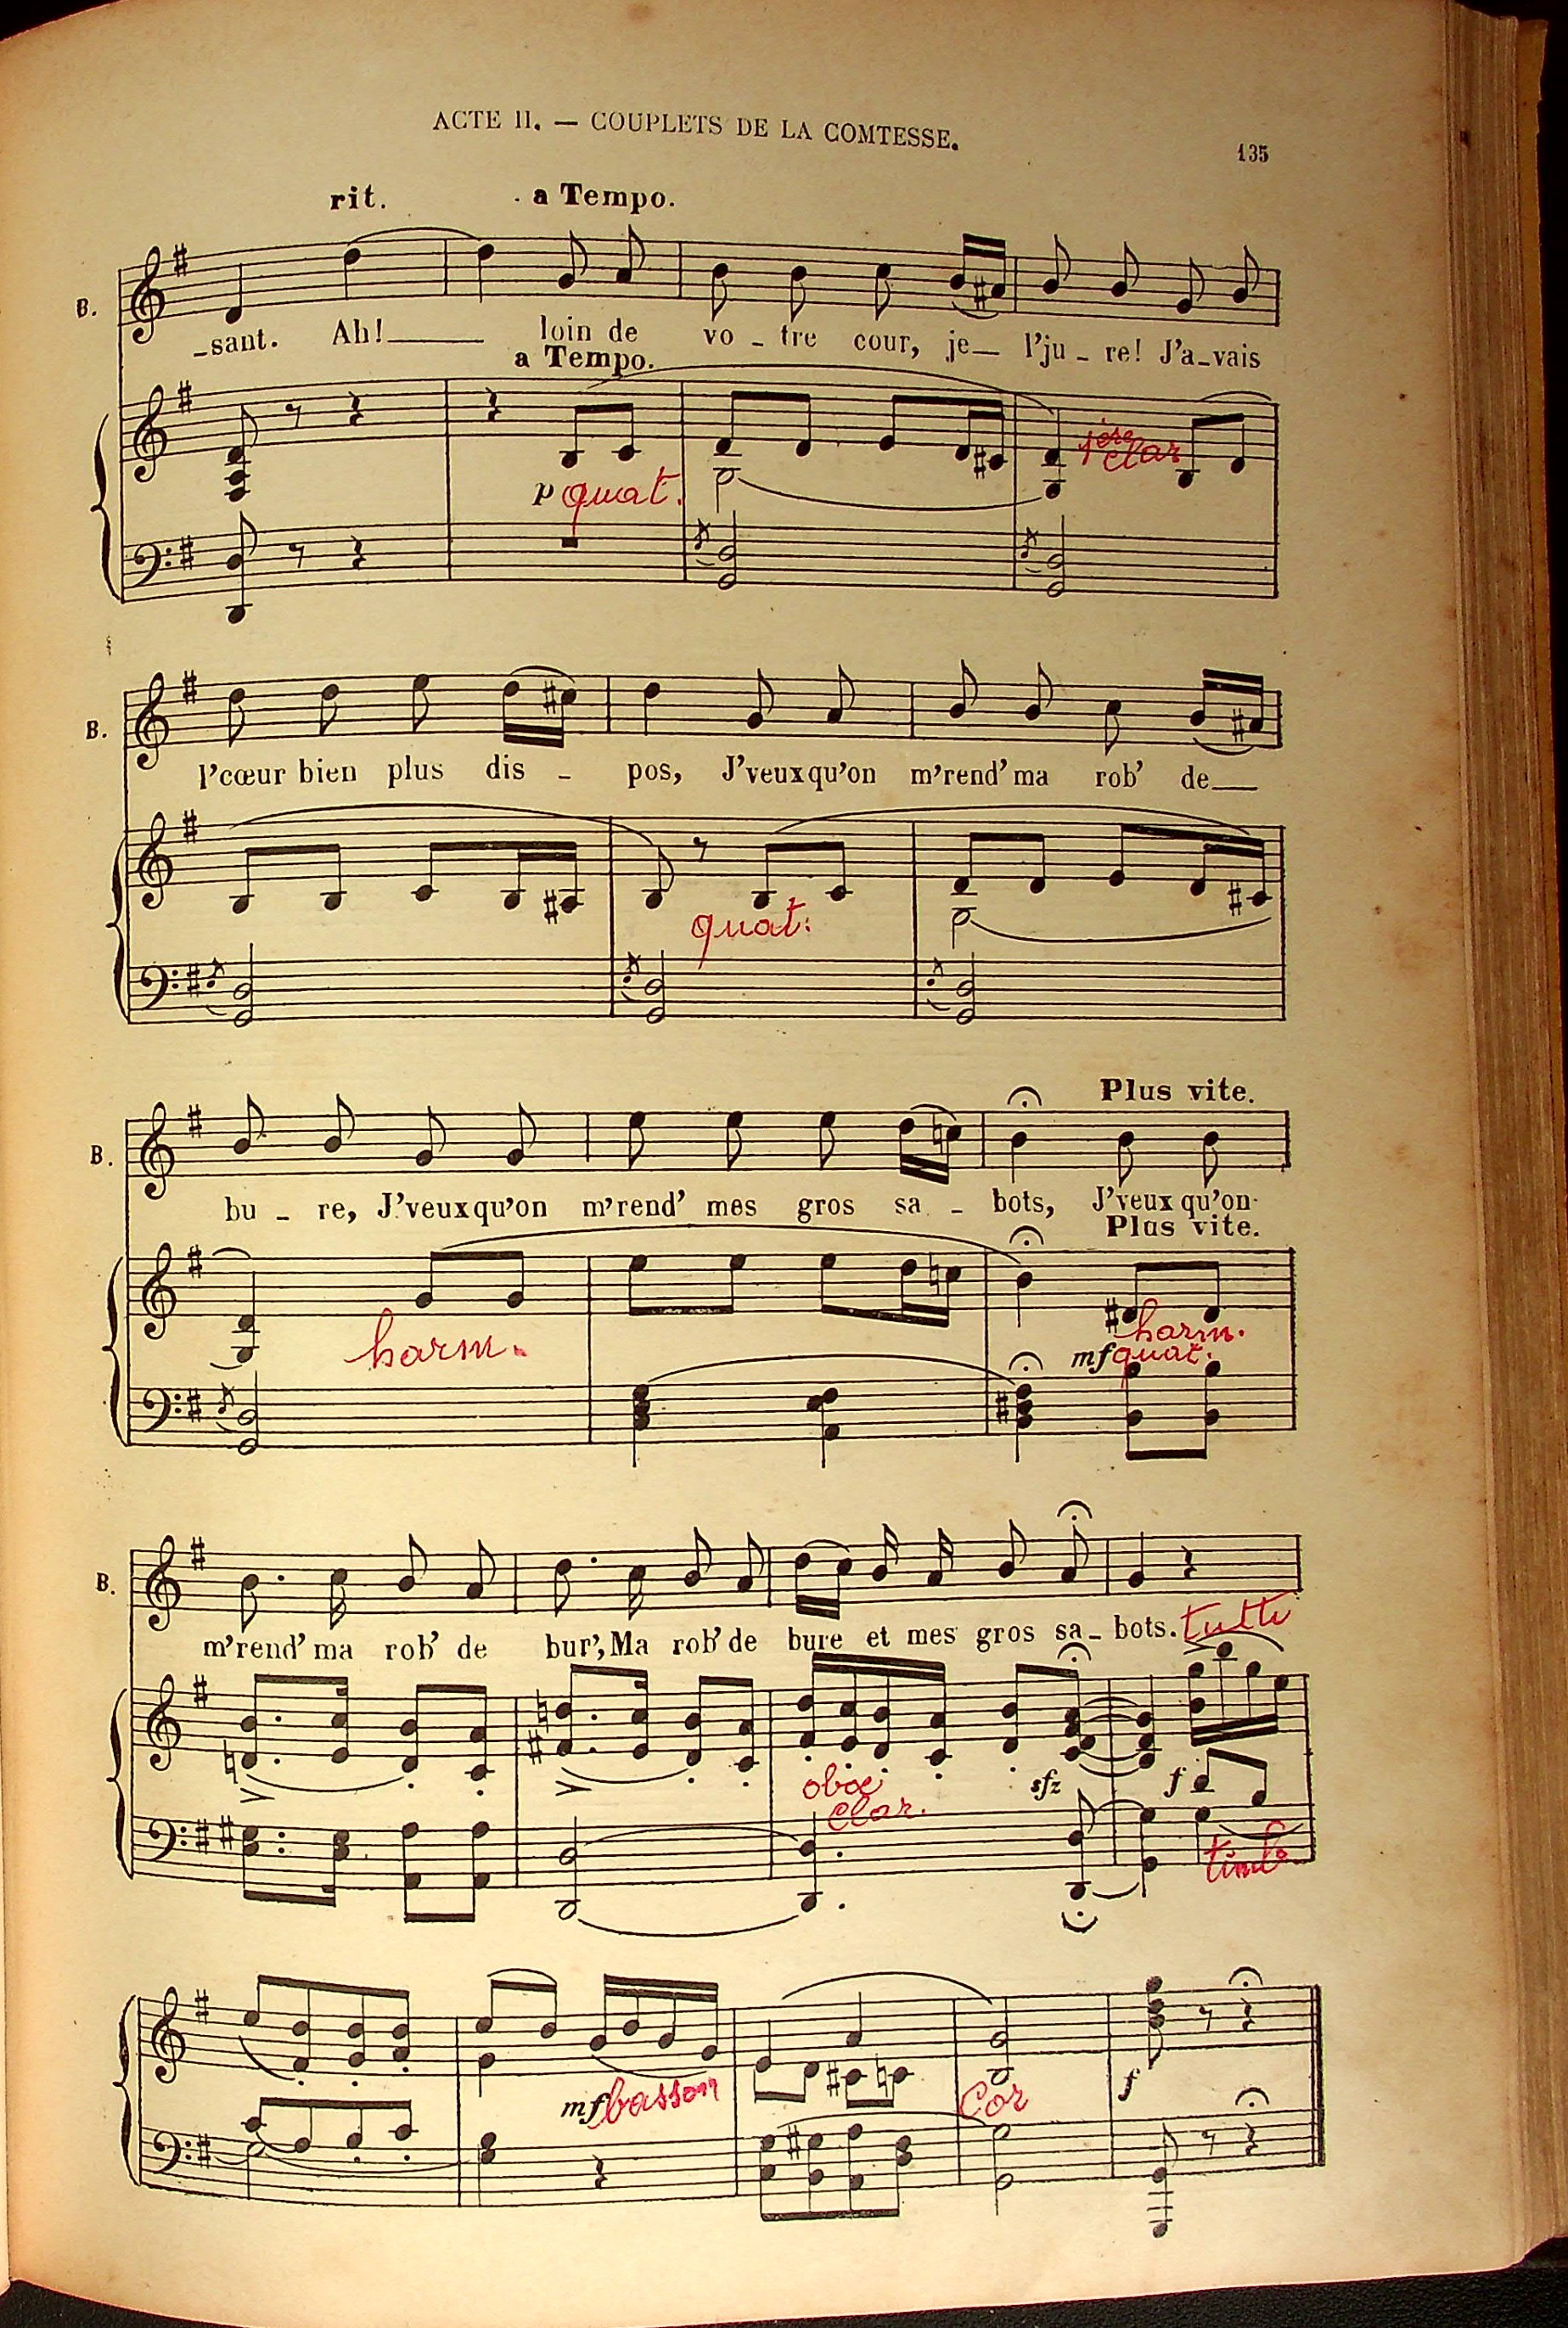 ACTE II. — COUPLETS DE LA COMTESSE.
135
rit. a Tempo.
B.
_sant. Ah! loin de vo _ tre cour, je l'ju _ re! J'a_vais
a Tempo.
1ère
clar
p quat.
B.
l'cœur bien plus dis _ pos, J'veux qu'on m'rend' ma rob' de
quat.
Plus vite.
B.
bu _ re, J'veux qu'on m'rend' mes gros sa _ bots, J'veux qu'on
Plus vite.
harm. harm.
mf quat.
B.
m'rend' ma rob' de bur', Ma rob' de bure et mes gros sa_ bots. tutti
oboe sfz f
clar.
timb
mf basson Cor f